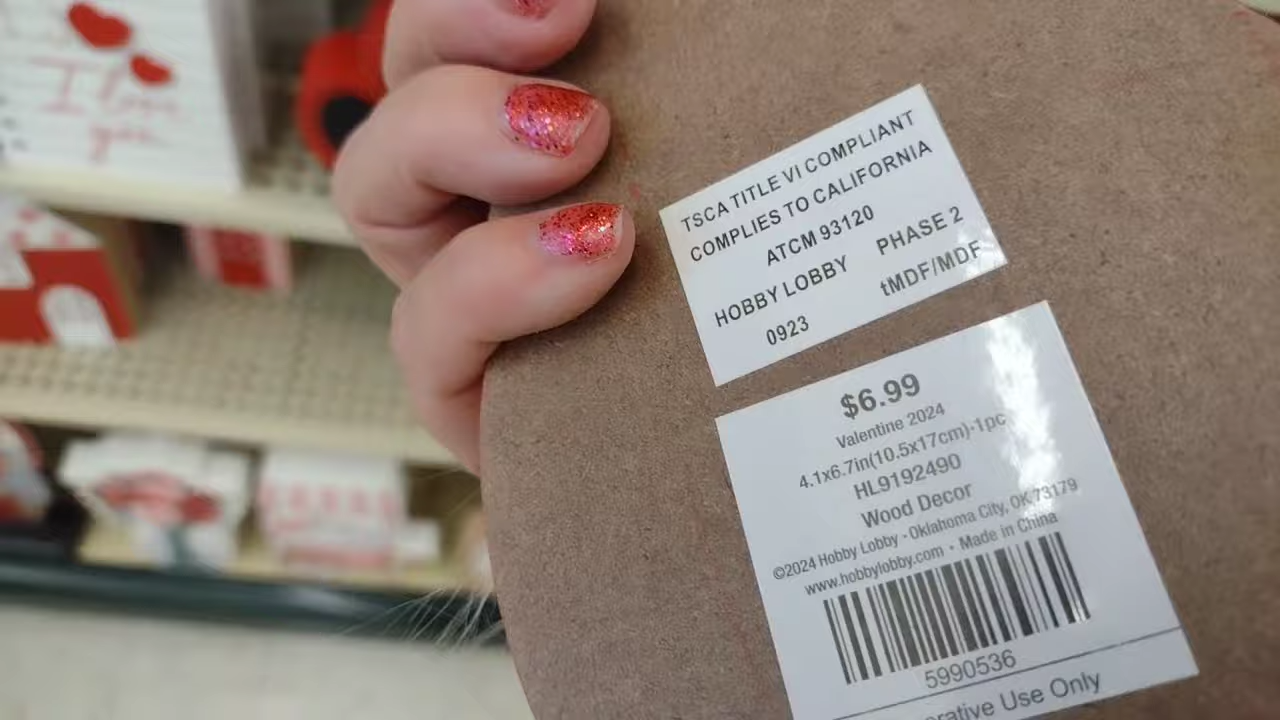 I love
you
TSCA TITLE VI COMPLIANT
COMPLIES TO CALIFORNIA
ATCM 93120
HOBBY LOBBY PHASE 2
0923 tMDF/MDF
$6.99
Valentine 2024
4.1x6.7in(10.5x17cm)-1pc
HL9192490
Wood Decor
©2024 Hobby Lobby • Oklahoma City, OK 73179
www.hobbylobby.com • Made in China
5990536
Use Only